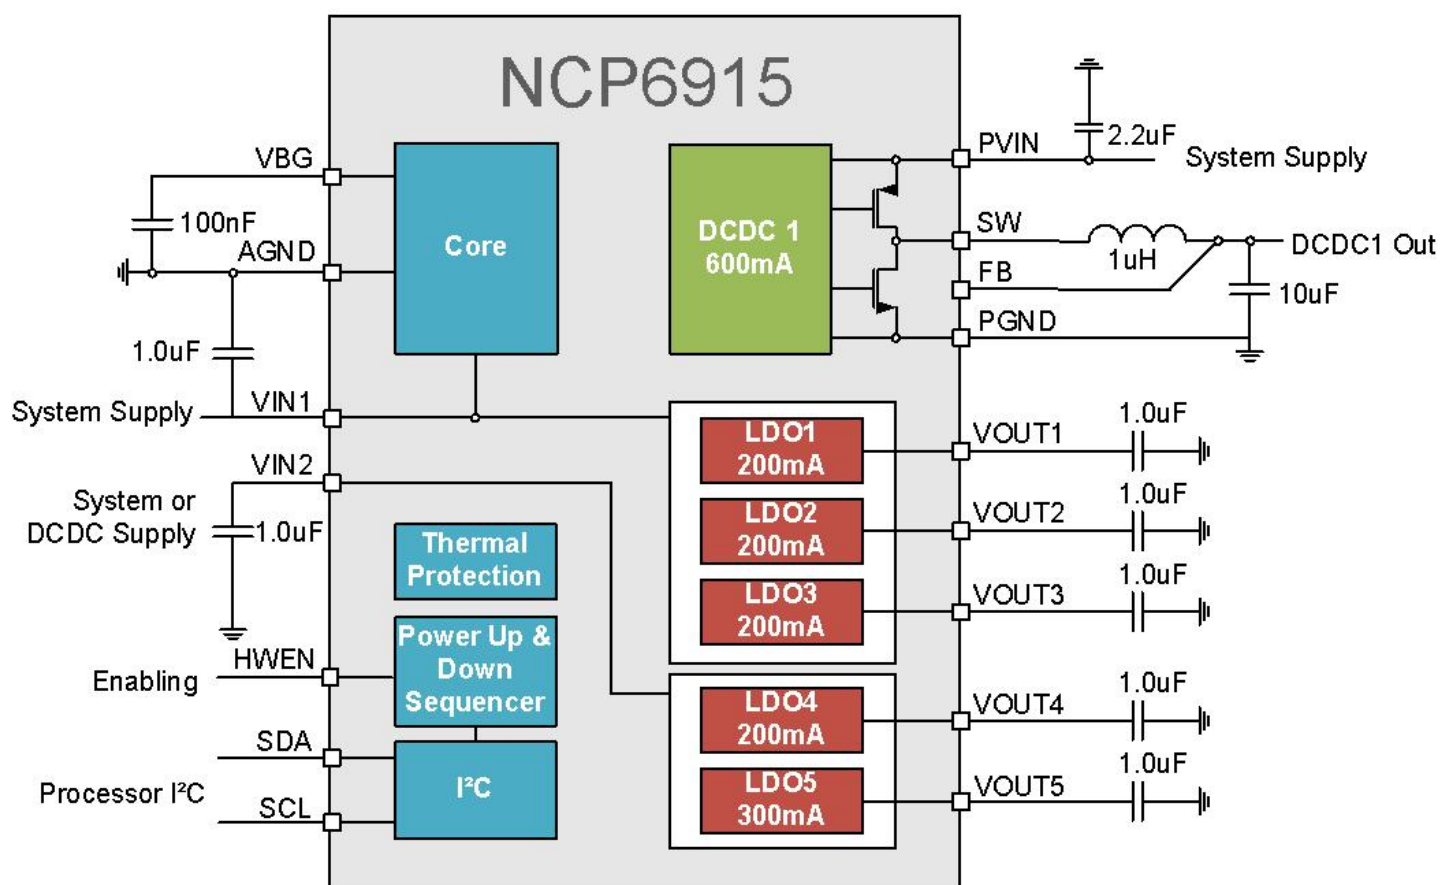 NCP6915
VBG
100nF
AGND
1.0uF
System Supply
VIN1
VIN2
System or
DCDC Supply
1.0uF
HWEN
Enabling
SDA
Processor I²C
SCL
Core
Thermal
Protection
Power Up &
Down
Sequencer
I²C
DCDC 1
600mA
PVIN
2.2uF
System Supply
SW
1uH
DCDC1 Out
FB
10uF
PGND
LDO1
200mA
VOUT1
1.0uF
LDO2
200mA
VOUT2
1.0uF
LDO3
200mA
VOUT3
1.0uF
LDO4
200mA
VOUT4
1.0uF
LDO5
300mA
VOUT5
1.0uF